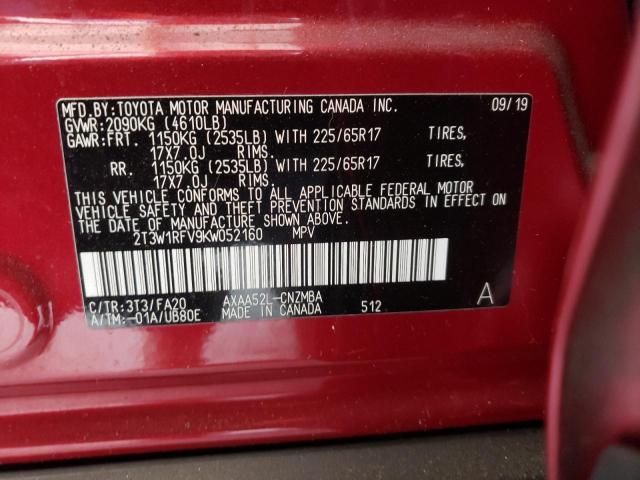 MFD.BY:TOYOTA MOTOR MANUFACTURING CANADA INC. 09/19
GVWR:2090KG (4610LB)
GAWR:FRT. 1150KG (2535LB) WITH 225/65R17 TIRES,
17X7.0J RIMS.
RR. 1150KG (2535LB) WITH 225/65R17 TIRES,
17X7.0J RIMS.
THIS VEHICLE CONFORMS TO ALL APPLICABLE FEDERAL MOTOR
VEHICLE SAFETY AND THEFT PREVENTION STANDARDS IN EFFECT ON
THE DATE OF MANUFACTURE SHOWN ABOVE.
2T3W1RFV9KW052160 MPV
C/TR:3T3/FA20 AXAA52L-CNZMBA A
A/TM:-01A/UB80E MADE IN CANADA 512